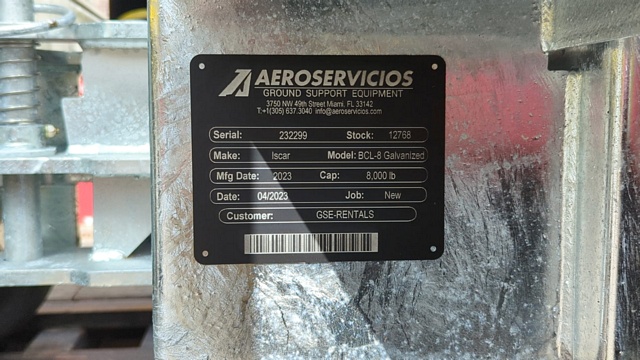 AEROSERVICIOS
GROUND SUPPORT EQUIPMENT
3750 NW 49th Street Miami, FL 33142
T:+1(305) 637.3040 info@aeroservicios.com
Serial: 232299 Stock: 12768
Make: Iscar Model: BCL-8 Galvanized
Mfg Date: 2023 Cap: 8,000 lb
Date: 04/2023 Job: New
Customer: GSE-RENTALS